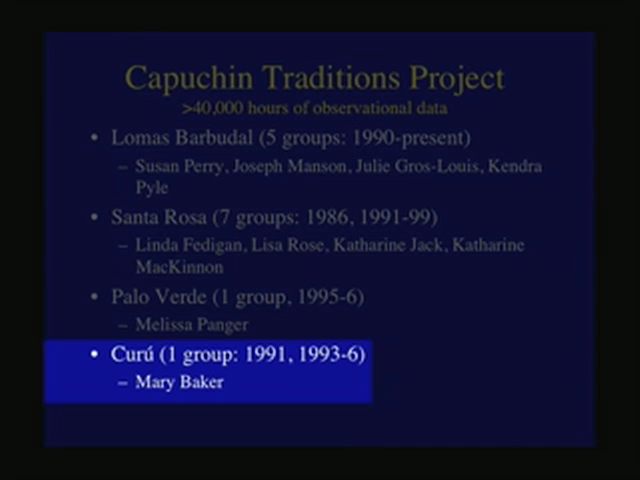 Capuchin Traditions Project
>40,000 hours of observational data
• Lomas Barbudal (5 groups: 1990-present)
– Susan Perry, Joseph Manson, Julie Gros-Louis, Kendra
Pyle
• Santa Rosa (7 groups: 1986, 1991-99)
– Linda Fedigan, Lisa Rose, Katharine Jack, Katharine
MacKinnon
• Palo Verde (1 group, 1995-6)
– Melissa Panger
• Curú (1 group: 1991, 1993-6)
– Mary Baker